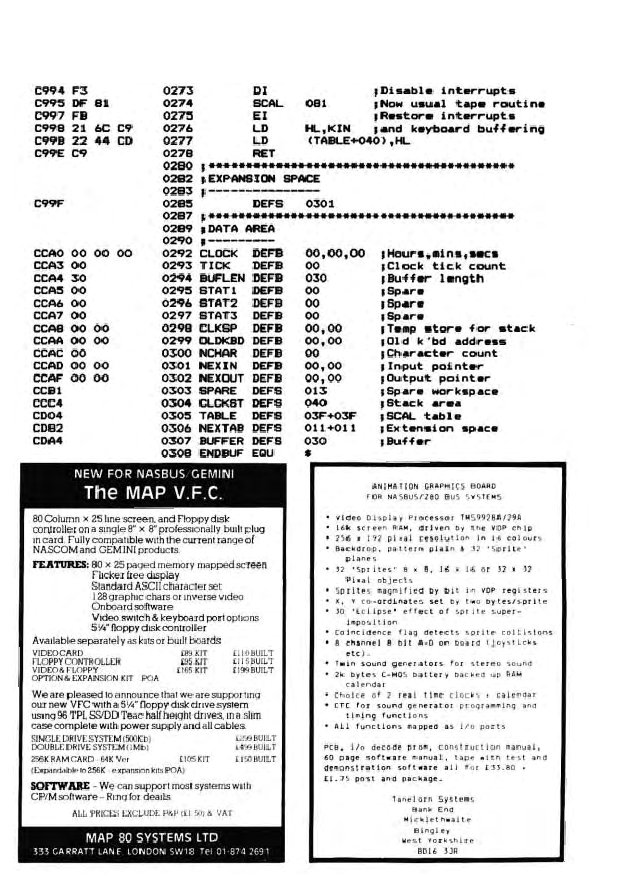 C994 F3 0273 DI ;Disable interrupts
C995 DF 81 0274 SCAL 081 ;Now usual tape routine
C997 FB 0275 EI ;Restore interrupts
C998 21 6C C9 0276 LD HL,KIN ;and keyboard buffering
C99B 22 44 CD 0277 LD (TABLE+040),HL
C99E C9 0278 RET
0280 ;******************************************
0282 ;EXPANSION SPACE
0283 ;---------------
C99F 0285 DEFS 0301
0287 ;******************************************
0289 ;DATA AREA
0290 ;---------
CCA0 00 00 00 0292 CLOCK DEFB 00,00,00 ;Hours,mins,secs
CCA3 00 0293 TICK DEFB 00 ;Clock tick count
CCA4 30 0294 BUFLEN DEFB 030 ;Buffer length
CCA5 00 0295 STAT1 DEFB 00 ;Spare
CCA6 00 0296 STAT2 DEFB 00 ;Spare
CCA7 00 0297 STAT3 DEFB 00 ;Spare
CCA8 00 00 0298 CLKSP DEFB 00,00 ;Temp store for stack
CCAA 00 00 0299 OLDKBD DEFB 00,00 ;Old k'bd address
CCAC 00 0300 NCHAR DEFB 00 ;Character count
CCAD 00 00 0301 NEXIN DEFB 00,00 ;Input pointer
CCAF 00 00 0302 NEXOUT DEFB 00,00 ;Output pointer
CCB1 0303 SPARE DEFS 013 ;Spare workspace
CCC4 0304 CLCKST DEFS 040 ;Stack area
CD04 0305 TABLE DEFS 03F+03F ;SCAL table
CD82 0306 NEXTAB DEFS 011+011 ;Extension space
CDA4 0307 BUFFER DEFS 030 ;Buffer
0308 ENDBUF EQU $
NEW FOR NASBUS/GEMINI
The MAP V.F.C.
80 Column × 25 line screen, and Floppy disk
controller on a single 8" × 8" professionally built plug
in card. Fully compatible with the current range of
NASCOM and GEMINI products.
FEATURES: 80 × 25 paged memory mapped screen
Flicker free display
Standard ASCII character set
128 graphic chars or inverse video
Onboard software
Video switch & keyboard port options
5¼" floppy disk controller
Available separately as kits or built boards
VIDEO CARD £89 KIT £110 BUILT
FLOPPY CONTROLLER £95 KIT £115 BUILT
VIDEO & FLOPPY £165 KIT £199 BUILT
OPTION & EXPANSION KIT POA
We are pleased to announce that we are supporting
our new VFC with a 5¼" floppy disk drive system
using 96 TPI, SS/DD Teac half height drives, in a slim
case complete with power supply and all cables.
SINGLE DRIVE SYSTEM (500Kb) BUILT
DOUBLE DRIVE SYSTEM (1Mb) £499 BUILT
256K RAM CARD - 64K Ver £105 KIT £150 BUILT
(Expandable to 256K - expansion kits POA)
SOFTWARE - We can support most systems with
CP/M software - Ring for deails.
ALL PRICES EXCLUDE P&P (£1.50) & VAT
MAP 80 SYSTEMS LTD
333 GARRATT LANE, LONDON SW18 Tel 01-874 2691
ANIMATION GRAPHICS BOARD
FOR NASBUS/Z80 BUS SYSTEMS
* Video Display Processor TMS9928A/29A
* 16k screen RAM, driven by the VDP chip
* 256 x 192 pixal resolution in 16 colours
* Backdrop, pattern plain & 32 'Sprite'
planes
* 32 'Sprites' 8 x 8, 16 x 16 or 32 x 32
Pixal objects
* Sprites magnified by bit in VDP registers
* X, Y co-ordinates set by two bytes/sprite
* 3D 'Eclipse' effect of sprite super-
imposition
* Coincidence flag detects sprite collisions
* 8 channel 8 bit A-D on board (joysticks
etc).
* Twin sound generators for stereo sound
* 2k bytes C-MOS battery backed up RAM
calendar
* Choice of 2 real time clocks + calendar
* CTC for sound generator programming and
timing functions
* All functions mapped as i/o ports
PCB, i/o decode prom, construction manual,
60 page software manual, tape with test and
demonstration software all for £33.80 +
£1.75 post and package.
Tanelorn Systems
Bank End
Micklethwaite
Bingley
West Yorkshire
BD16 3JR